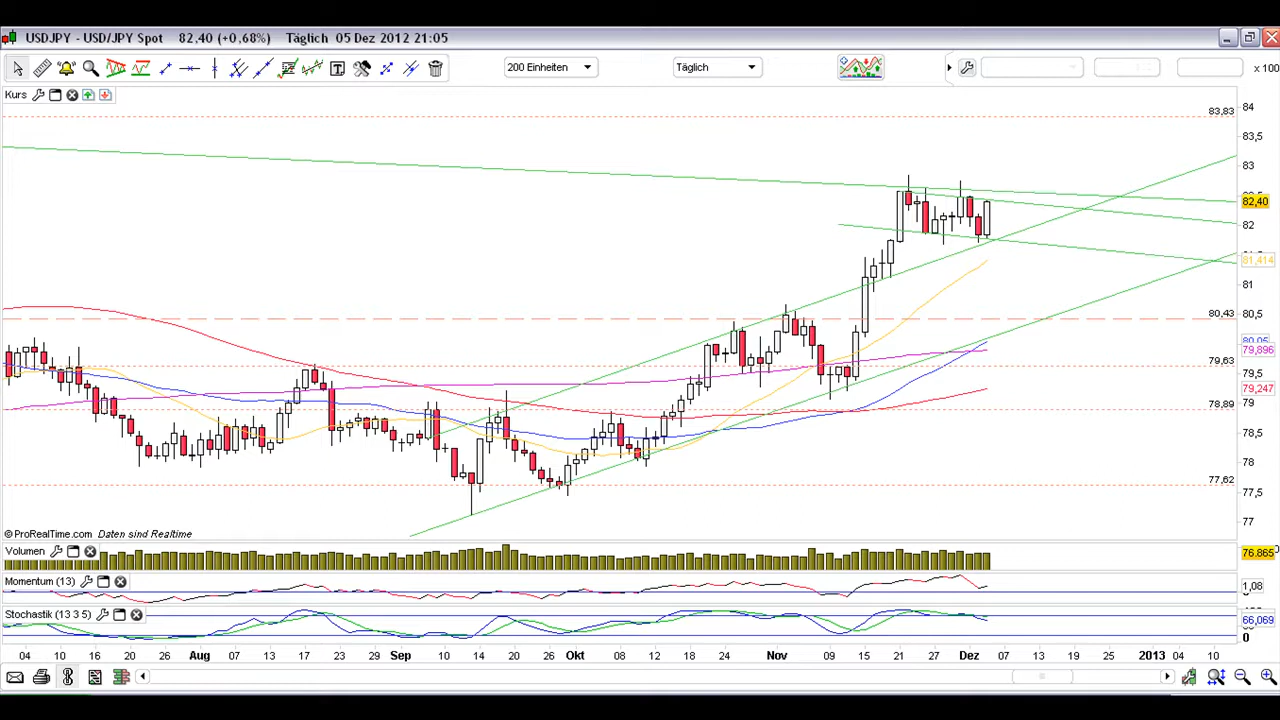 USDJPY - USD/JPY Spot 82,40 (+0,68%) Täglich 05 Dez 2012 21:05
200 Einheiten Täglich x 100
Kurs
84
83,83
83,5
83
82,40
82
81,414
81
80,5
80,43
80,05
79,896
79,63
79,5
79,247
79
78,89
78,5
78
77,62
77,5
77
©ProRealTime.com Daten sind Realtime
Volumen 76.865
Momentum (13) 1,08
Stochastik (13 3 5) 66,069
0
04 10 14 20 26 Aug 07 13 17 23 29 Sep 10 14 20 26 Okt 08 12 18 24 Nov 09 15 21 27 Dez 07 13 19 25 2013 04 10